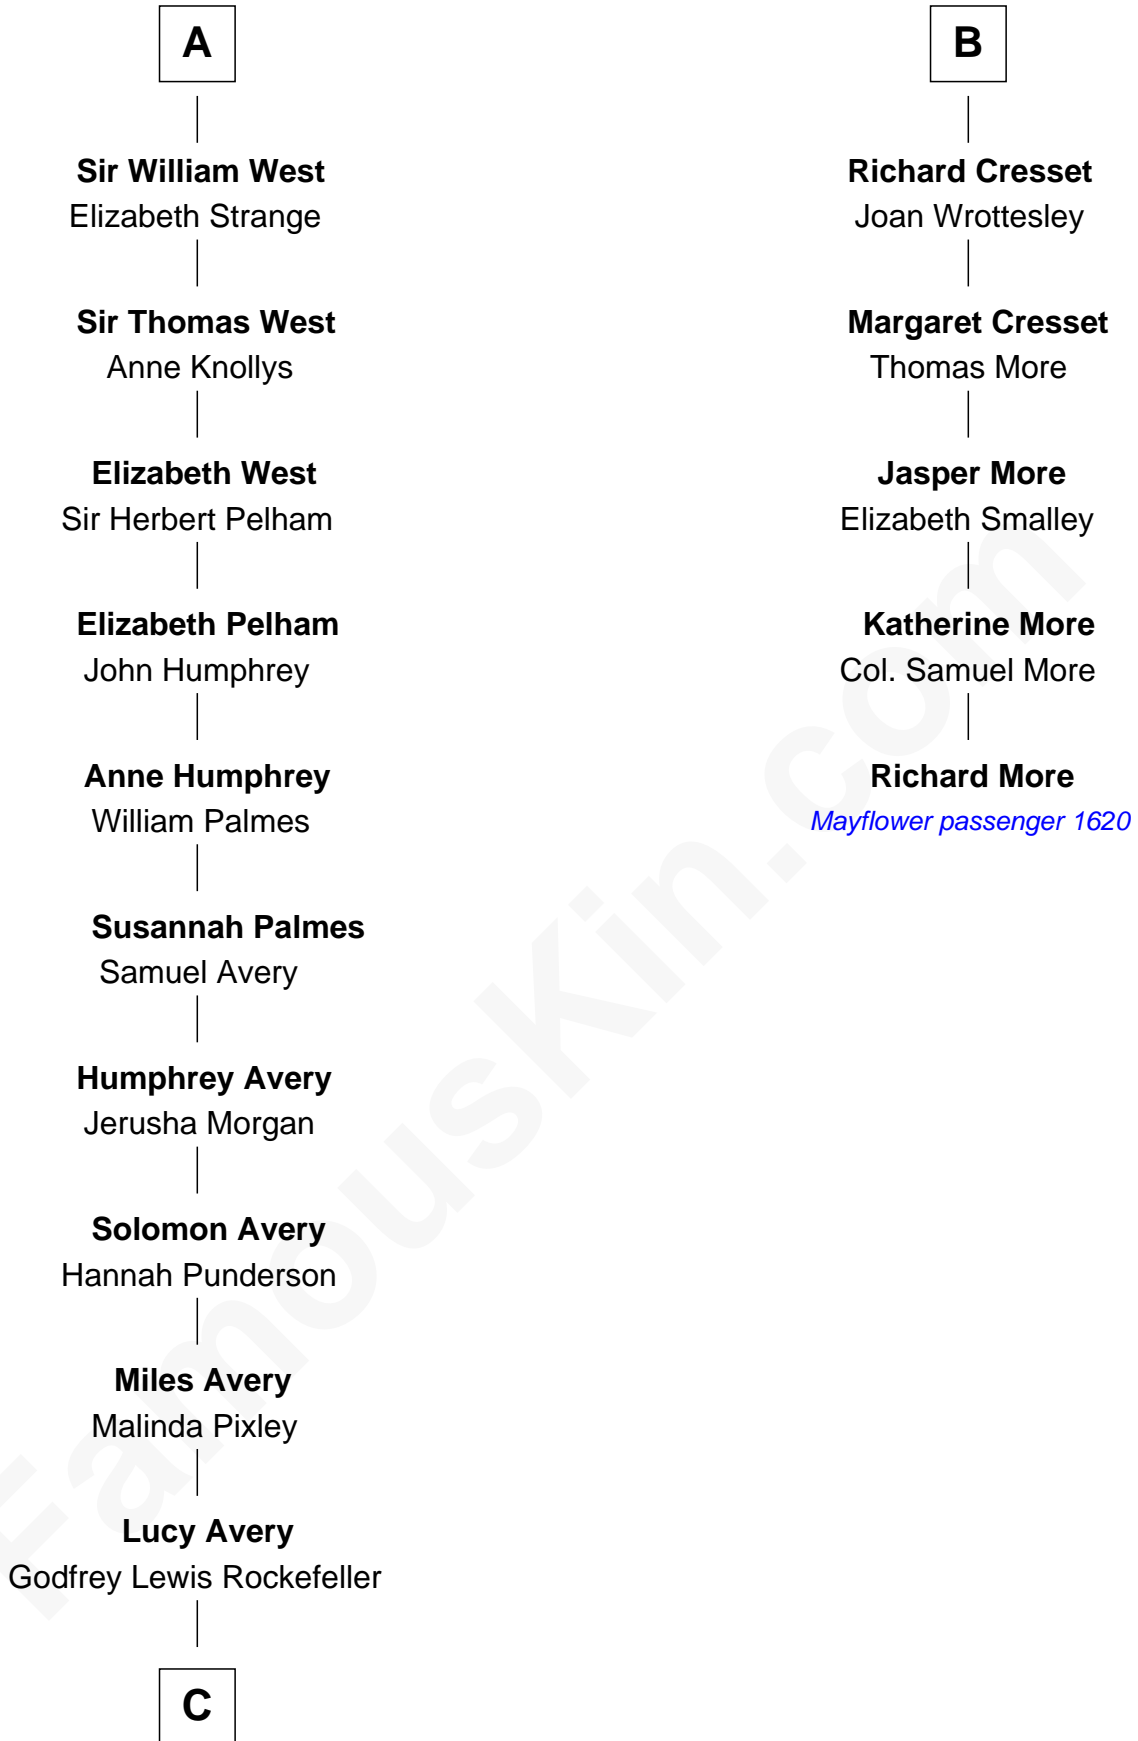 A
Sir William West
Elizabeth Strange
Sir Thomas West
Anne Knollys
Elizabeth West
Sir Herbert Pelham
Elizabeth Pelham
John Humphrey
Anne Humphrey
William Palmes
Susannah Palmes
Samuel Avery
Humphrey Avery
Jerusha Morgan
Solomon Avery
Hannah Punderson
Miles Avery
Malinda Pixley
Lucy Avery
Godfrey Lewis Rockefeller
C
B
Richard Cresset
Joan Wrottesley
Margaret Cresset
Thomas More
Jasper More
Elizabeth Smalley
Katherine More
Col. Samuel More
Richard More
Mayflower passenger 1620
FamousKin.com